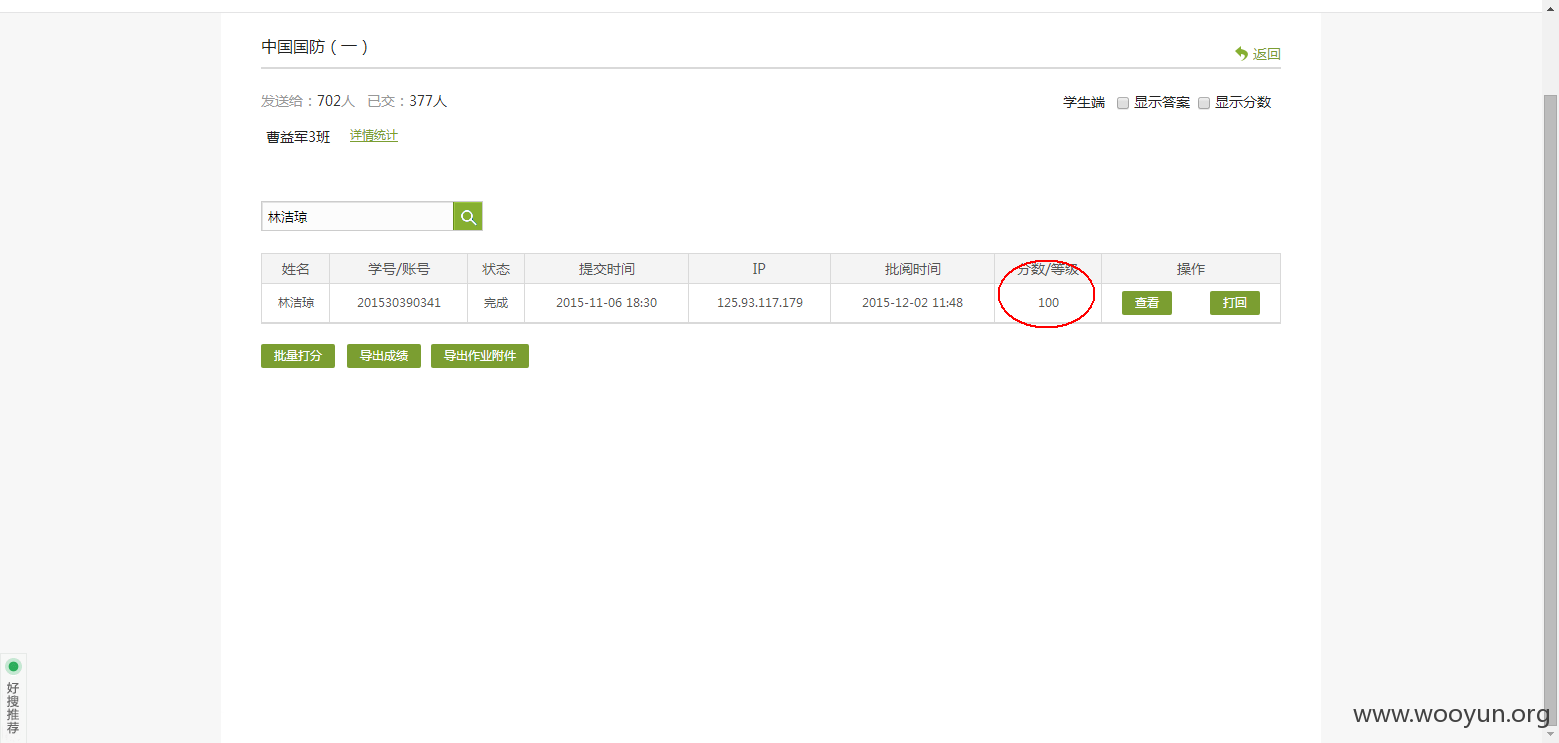 中国国防（一）
返回
发送给：702人 已交：377人
学生端 显示答案 显示分数
曹益军3班 详情统计
林洁琼
姓名 学号/账号 状态 提交时间 IP 批阅时间 分数/等级 操作
林洁琼 201530390341 完成 2015-11-06 18:30 125.93.117.179 2015-12-02 11:48 100 查看 打回
批量打分 导出成绩 导出作业附件
好搜推荐
www.wooyun.org